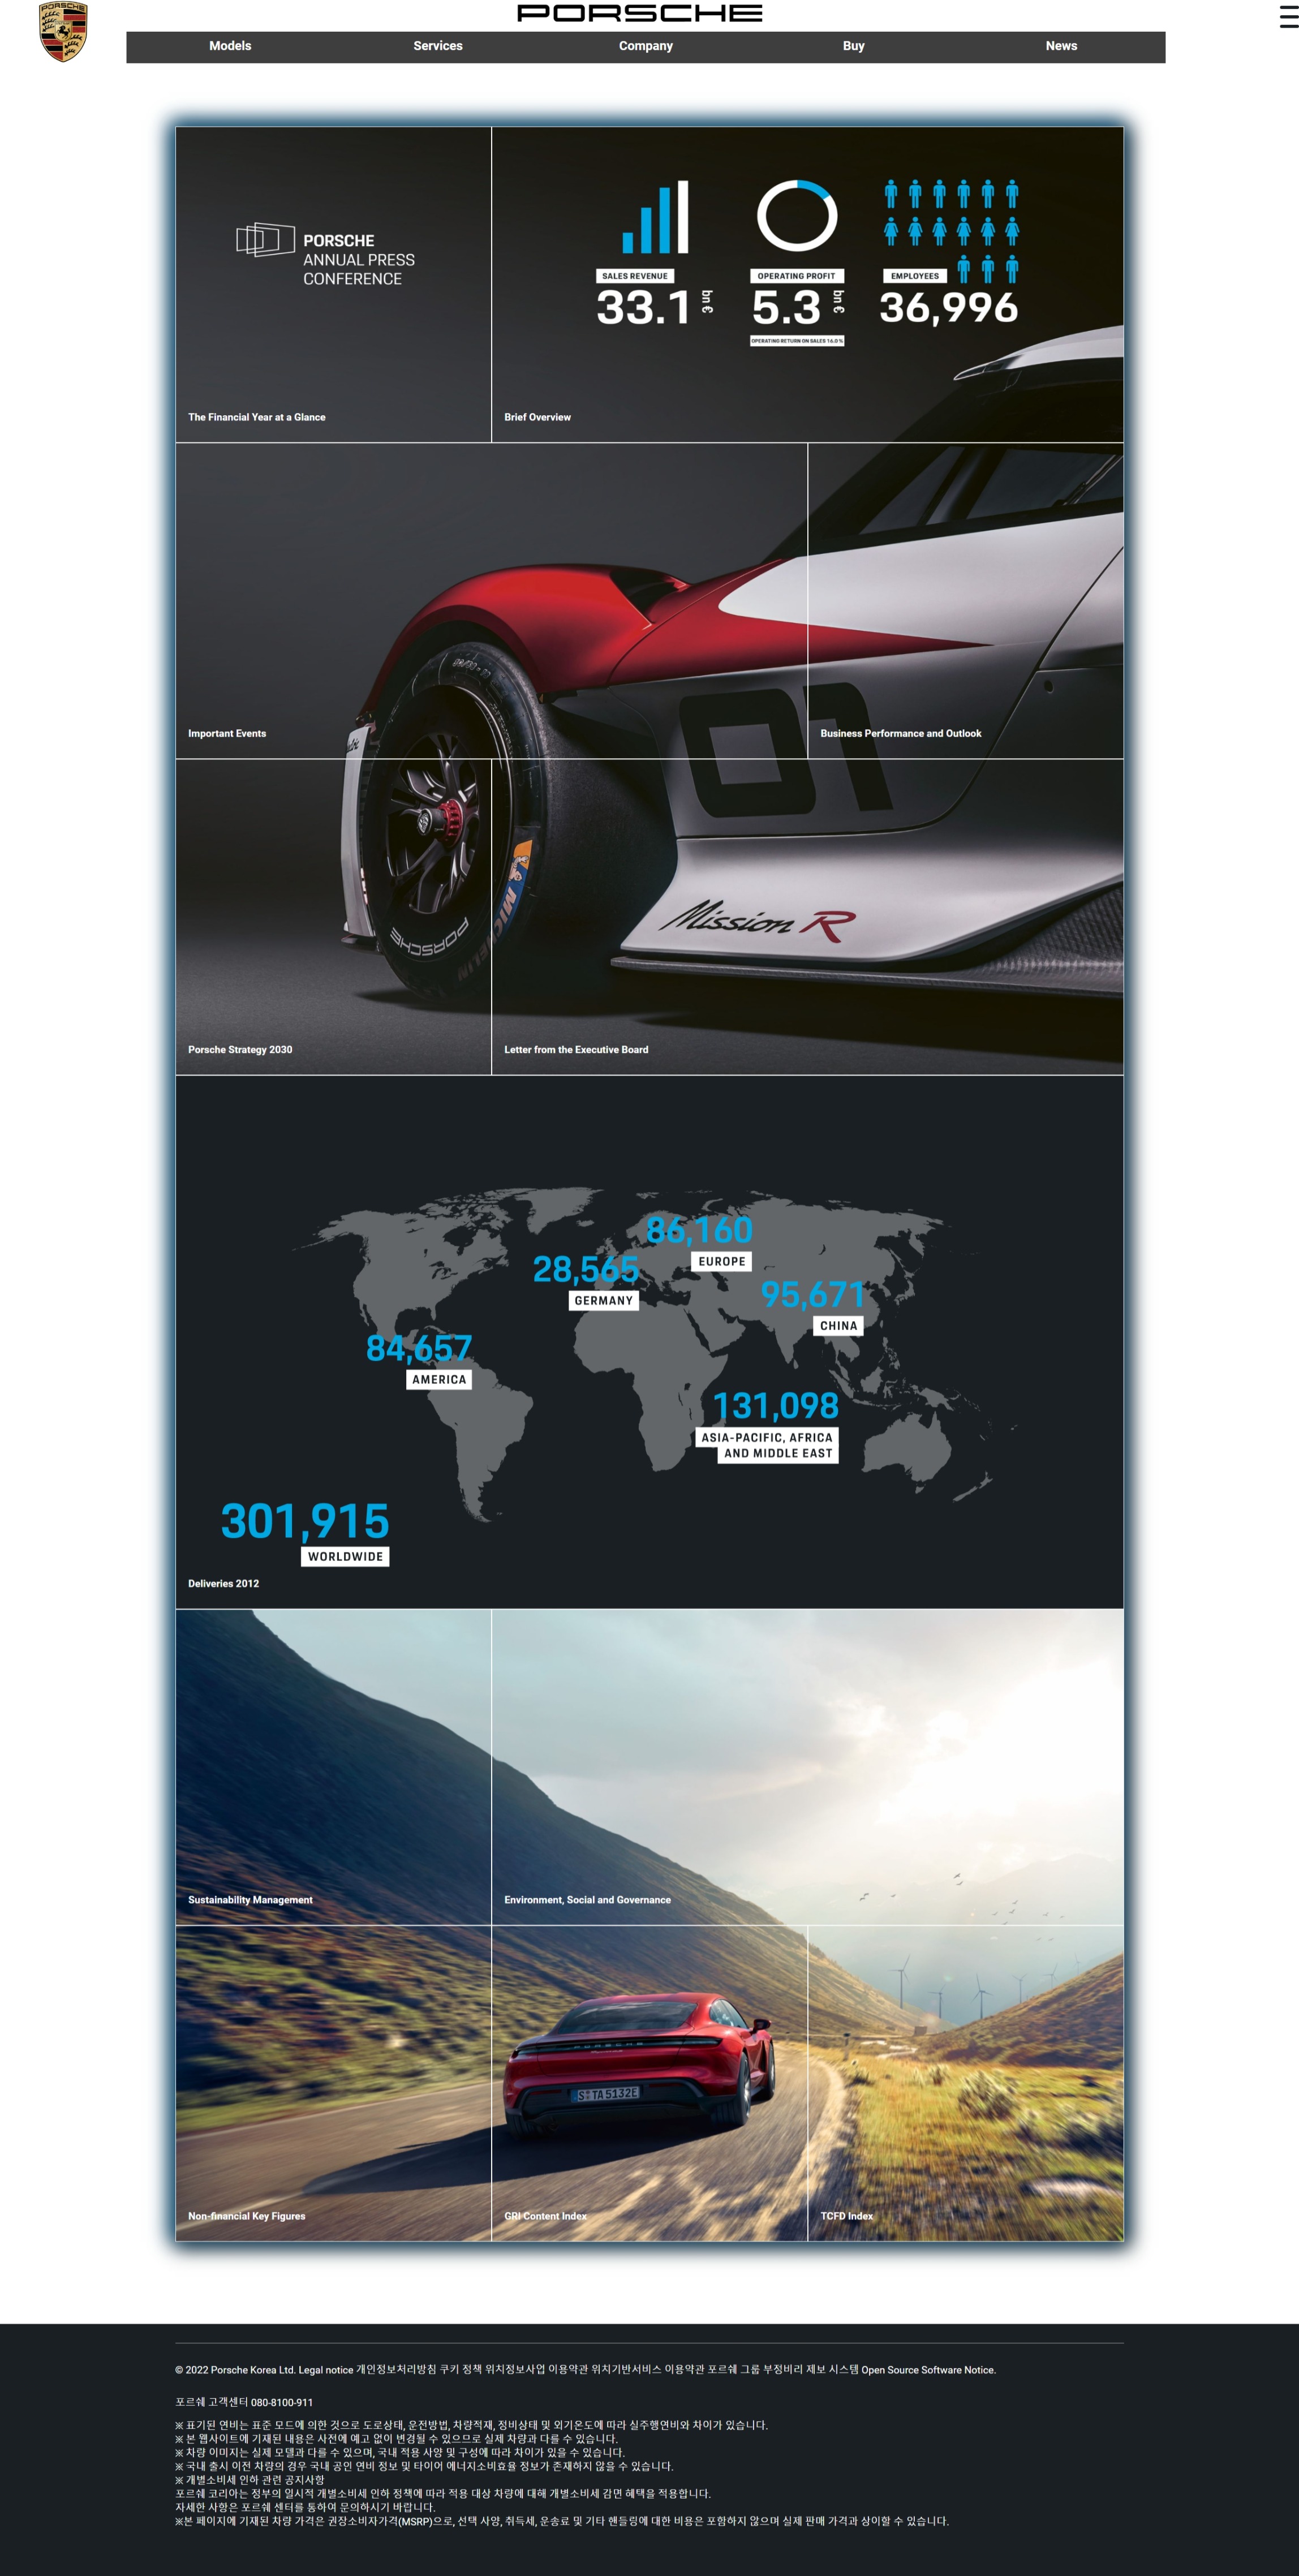 PORSCHE
PORSCHE
Models
Services
Company
Buy
News
PORSCHE
ANNUAL PRESS
CONFERENCE
The Financial Year at a Glance
SALES REVENUE
33.1 bn €
OPERATING PROFIT
5.3 bn €
OPERATING RETURN ON SALES 16.0 %
EMPLOYEES
36,996
Brief Overview
Important Events
01
Business Performance and Outlook
PORSCHE
MICHELIN
Mission R
Porsche Strategy 2030
Letter from the Executive Board
86,160
EUROPE
28,565
GERMANY
95,671
CHINA
84,657
AMERICA
131,098
ASIA-PACIFIC, AFRICA
AND MIDDLE EAST
301,915
WORLDWIDE
Deliveries 2012
Sustainability Management
Environment, Social and Governance
PORSCHE
S TA 5132E
Non-financial Key Figures
GRI Content Index
TCFD Index
© 2022 Porsche Korea Ltd. Legal notice 개인정보처리방침 쿠키 정책 위치정보사업 이용약관 위치기반서비스 이용약관 포르쉐 그룹 부정비리 제보 시스템 Open Source Software Notice.
포르쉐 고객센터 080-8100-911
※ 표기된 연비는 표준 모드에 의한 것으로 도로상태, 운전방법, 차량적재, 정비상태 및 외기온도에 따라 실주행연비와 차이가 있습니다.
※ 본 웹사이트에 기재된 내용은 사전에 예고 없이 변경될 수 있으므로 실제 차량과 다를 수 있습니다.
※ 차량 이미지는 실제 모델과 다를 수 있으며, 국내 적용 사양 및 구성에 따라 차이가 있을 수 있습니다.
※ 국내 출시 이전 차량의 경우 국내 공인 연비 정보 및 타이어 에너지소비효율 정보가 존재하지 않을 수 있습니다.
※ 개별소비세 인하 관련 공지사항
포르쉐 코리아는 정부의 일시적 개별소비세 인하 정책에 따라 적용 대상 차량에 대해 개별소비세 감면 혜택을 적용합니다.
자세한 사항은 포르쉐 센터를 통하여 문의하시기 바랍니다.
※본 페이지에 기재된 차량 가격은 권장소비자가격(MSRP)으로, 선택 사양, 취득세, 운송료 및 기타 핸들링에 대한 비용은 포함하지 않으며 실제 판매 가격과 상이할 수 있습니다.